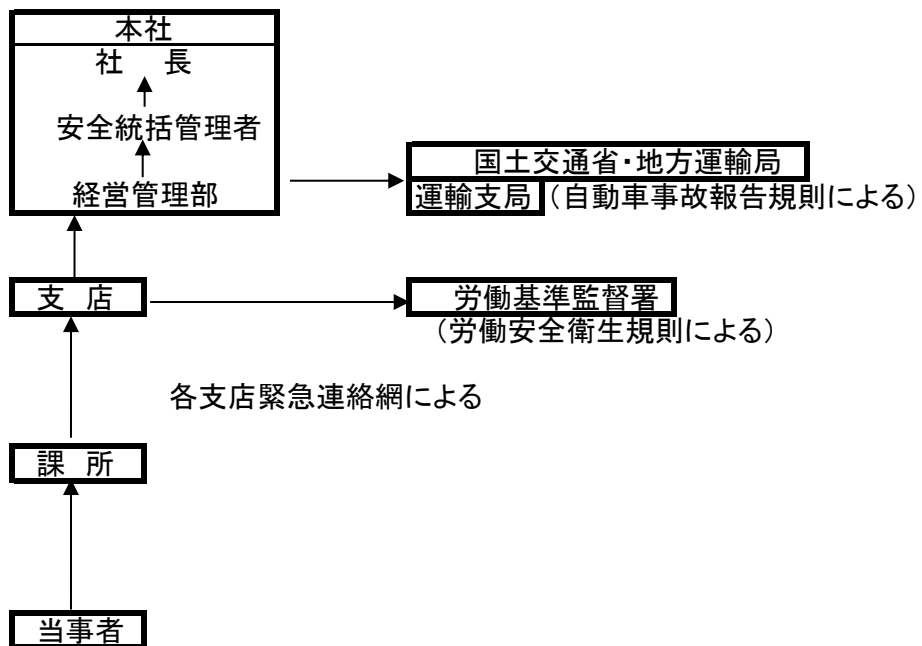 本社
社　長
安全統括管理者
経営管理部
国土交通省・地方運輸局
運輸支局 （自動車事故報告規則による）
支　店
労働基準監督署
（労働安全衛生規則による）
各支店緊急連絡網による
課　所
当事者